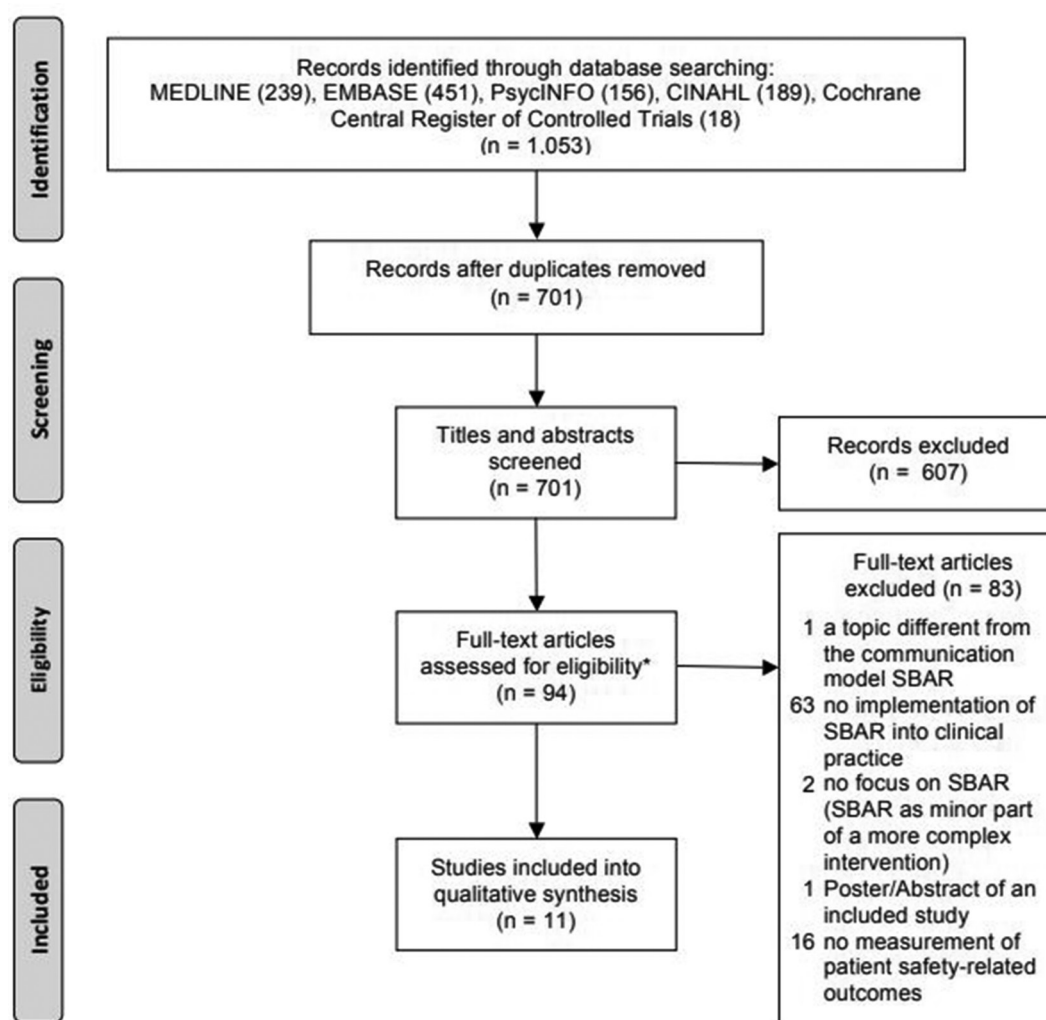 Identification
Records identified through database searching:
MEDLINE (239), EMBASE (451), PsycINFO (156), CINAHL (189), Cochrane
Central Register of Controlled Trials (18)
(n = 1,053)
Records after duplicates removed
(n = 701)
Screening
Titles and abstracts
screened
(n = 701)
Records excluded
(n = 607)
Eligibility
Full-text articles
assessed for eligibility*
(n = 94)
Full-text articles
excluded (n = 83)
1 a topic different from
the communication
model SBAR
63 no implementation of
SBAR into clinical
practice
2 no focus on SBAR
(SBAR as minor part
of a more complex
intervention)
1 Poster/Abstract of an
included study
16 no measurement of
patient safety-related
outcomes
Included
Studies included into
qualitative synthesis
(n = 11)